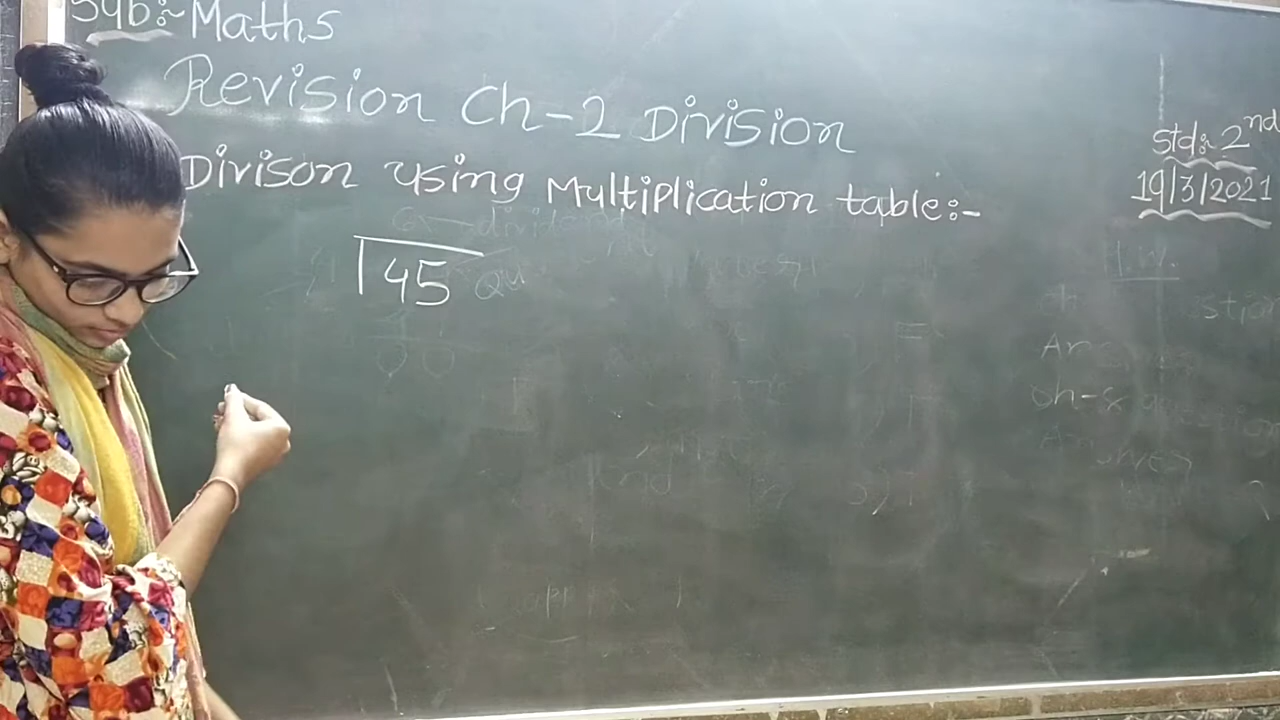 Sub:- Maths
Revision Ch-2 Division
Std:- 2nd
Divison using Multiplication table:-
19/3/2021
45